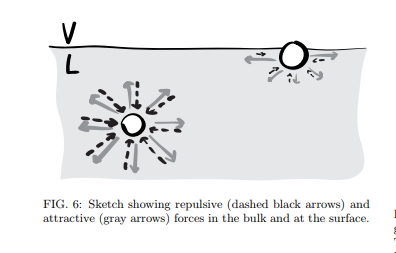 V
L
FIG. 6: Sketch showing repulsive (dashed black arrows) and
attractive (gray arrows) forces in the bulk and at the surface.